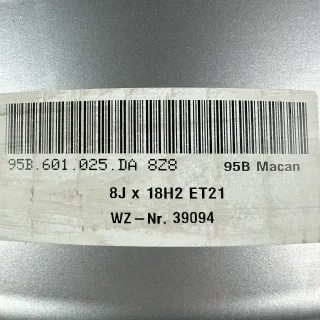 95B.601.025.DA 8Z8 95B Macan
8J x 18H2 ET21
WZ-Nr. 39094